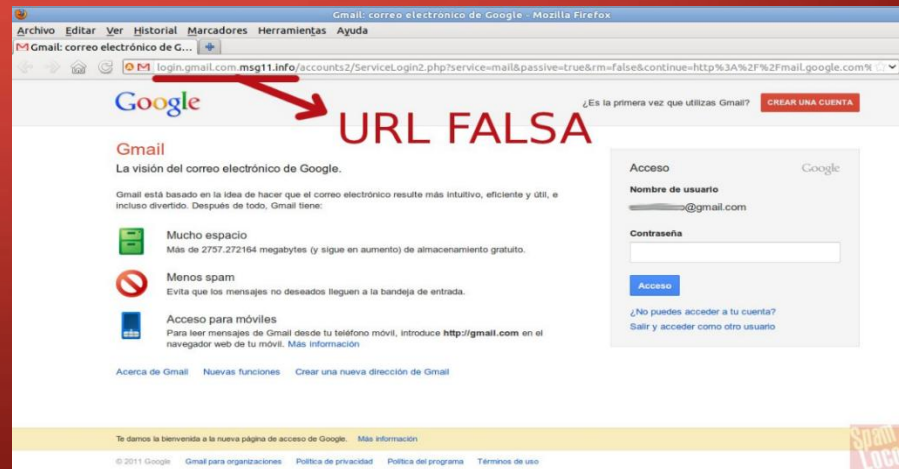 Gmail: correo electrónico de Google - Mozilla Firefox
Archivo Editar Ver Historial Marcadores Herramientas Ayuda
Gmail: correo electrónico de G...
login.gmail.com.msg11.info/accounts2/ServiceLogin2.php?service=mail&passive=true&rm=false&continue=http%3A%2F%2Fmail.google.com%
Google
¿Es la primera vez que utilizas Gmail?
CREAR UNA CUENTA
URL FALSA
Gmail
La visión del correo electrónico de Google.
Gmail está basado en la idea de hacer que el correo electrónico resulte más intuitivo, eficiente y útil, e
incluso divertido. Después de todo, Gmail tiene:
Mucho espacio
Más de 2757.272164 megabytes (y sigue en aumento) de almacenamiento gratuito.
Menos spam
Evita que los mensajes no deseados lleguen a la bandeja de entrada.
Acceso para móviles
Para leer mensajes de Gmail desde tu teléfono móvil, introduce http://gmail.com en el
navegador web de tu móvil. Más información
Acerca de Gmail Nuevas funciones Crear una nueva dirección de Gmail
Acceso Google
Nombre de usuario
@gmail.com
Contraseña
Acceso
¿No puedes acceder a tu cuenta?
Salir y acceder como otro usuario
Te damos la bienvenida a la nueva página de acceso de Google. Más información
© 2011 Google Gmail para organizaciones Política de privacidad Política del programa Términos de uso
Spam
Loco